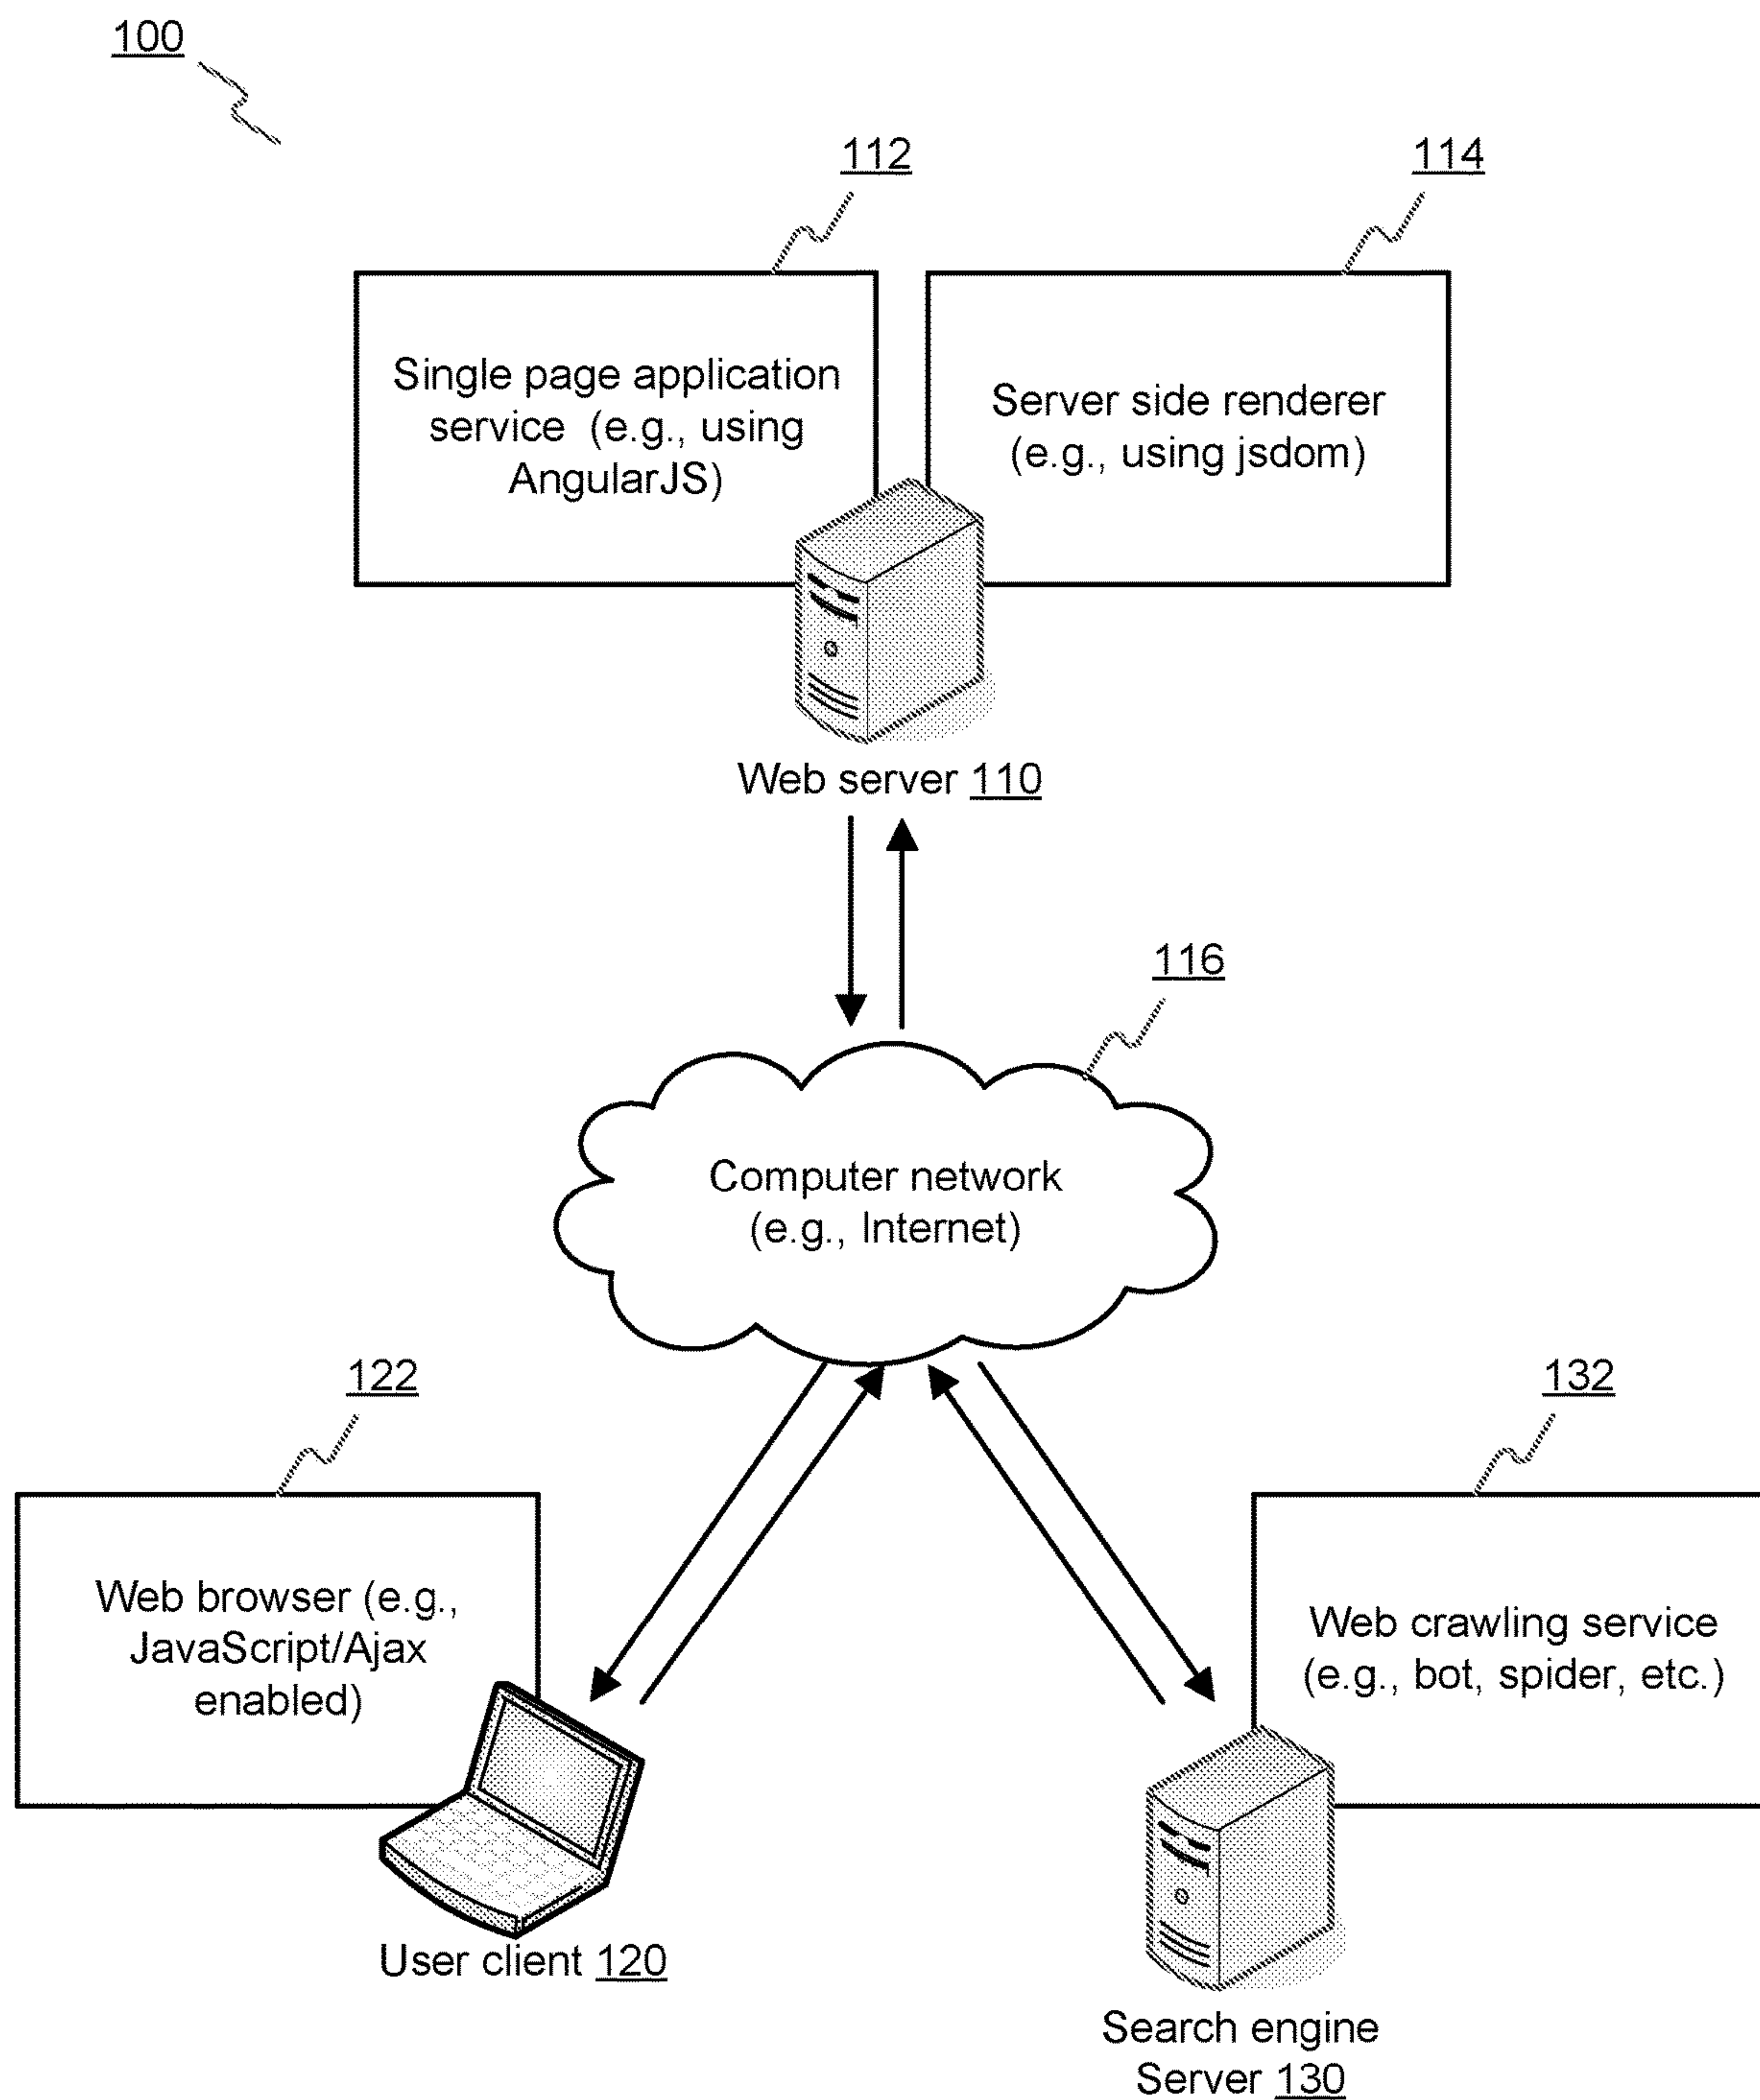 100
112
114
Single page application
service (e.g., using
AngularJS)
Server side renderer
(e.g., using jsdom)
Web server 110
116
Computer network
(e.g., Internet)
122
132
Web browser (e.g.,
JavaScript/Ajax
enabled)
Web crawling service
(e.g., bot, spider, etc.)
User client 120
Search engine
Server 130